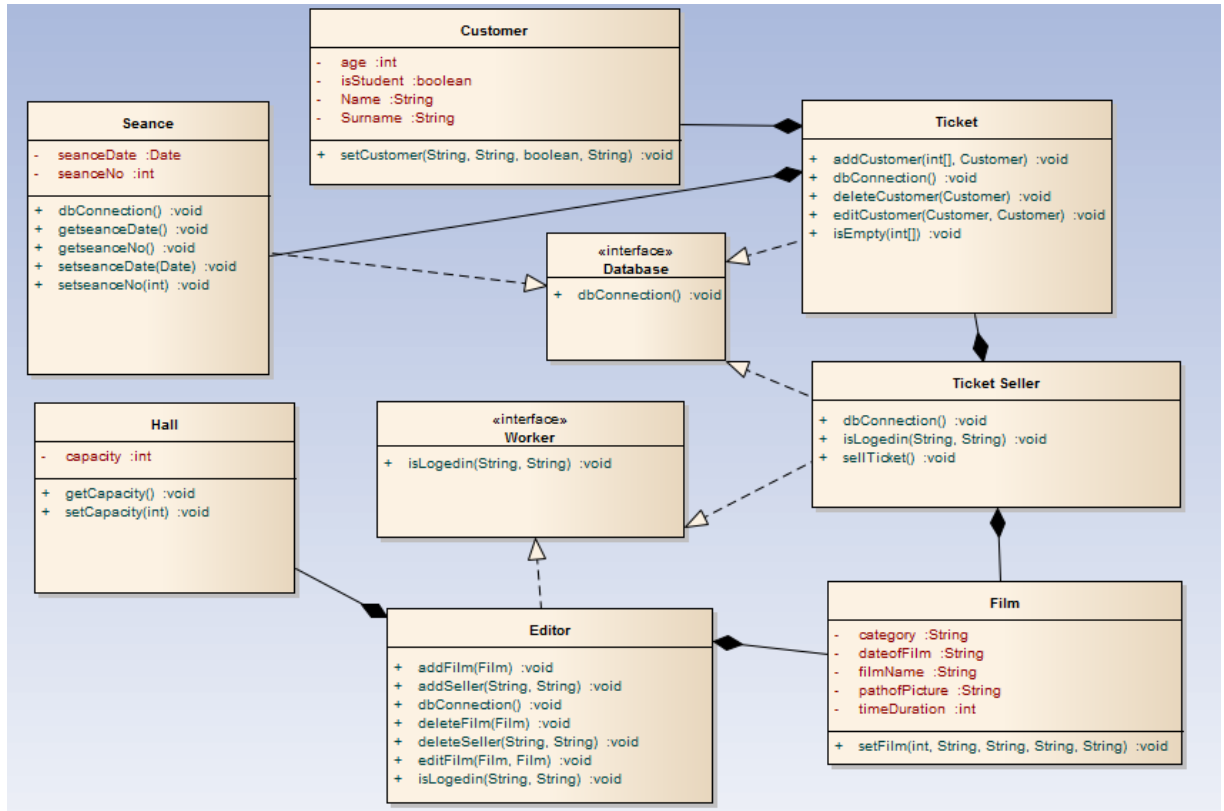 Customer
- age :int
- isStudent :boolean
- Name :String
- Surname :String
+ setCustomer(String, String, boolean, String) :void
Seance
- seanceDate :Date
- seanceNo :int
+ dbConnection() :void
+ getseanceDate() :void
+ getseanceNo() :void
+ setseanceDate(Date) :void
+ setseanceNo(int) :void
Ticket
+ addCustomer(int[], Customer) :void
+ dbConnection() :void
+ deleteCustomer(Customer) :void
+ editCustomer(Customer, Customer) :void
+ isEmpty(int[]) :void
«interface»
Database
+ dbConnection() :void
Ticket Seller
+ dbConnection() :void
+ isLogedin(String, String) :void
+ sellTicket() :void
Hall
- capacity :int
+ getCapacity() :void
+ setCapacity(int) :void
«interface»
Worker
+ isLogedin(String, String) :void
Editor
+ addFilm(Film) :void
+ addSeller(String, String) :void
+ dbConnection() :void
+ deleteFilm(Film) :void
+ deleteSeller(String, String) :void
+ editFilm(Film, Film) :void
+ isLogedin(String, String) :void
Film
- category :String
- dateofFilm :String
- filmName :String
- pathofPicture :String
- timeDuration :int
+ setFilm(int, String, String, String, String) :void